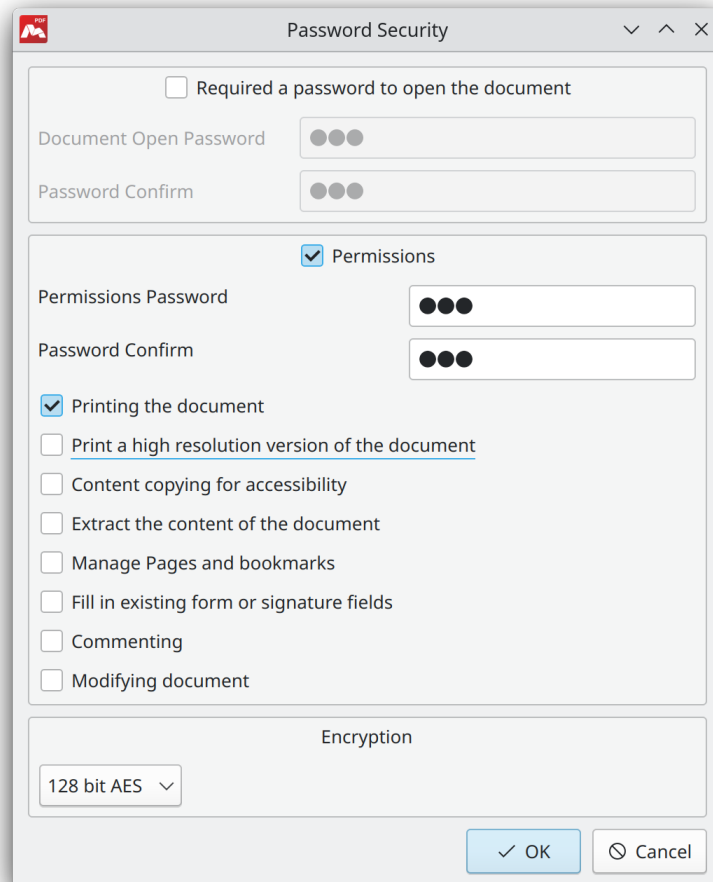 PDF
Password Security
Required a password to open the document
Document Open Password ●●●
Password Confirm ●●●
Permissions
Permissions Password ●●●
Password Confirm ●●●
Printing the document
Print a high resolution version of the document
Content copying for accessibility
Extract the content of the document
Manage Pages and bookmarks
Fill in existing form or signature fields
Commenting
Modifying document
Encryption
128 bit AES
OK Cancel